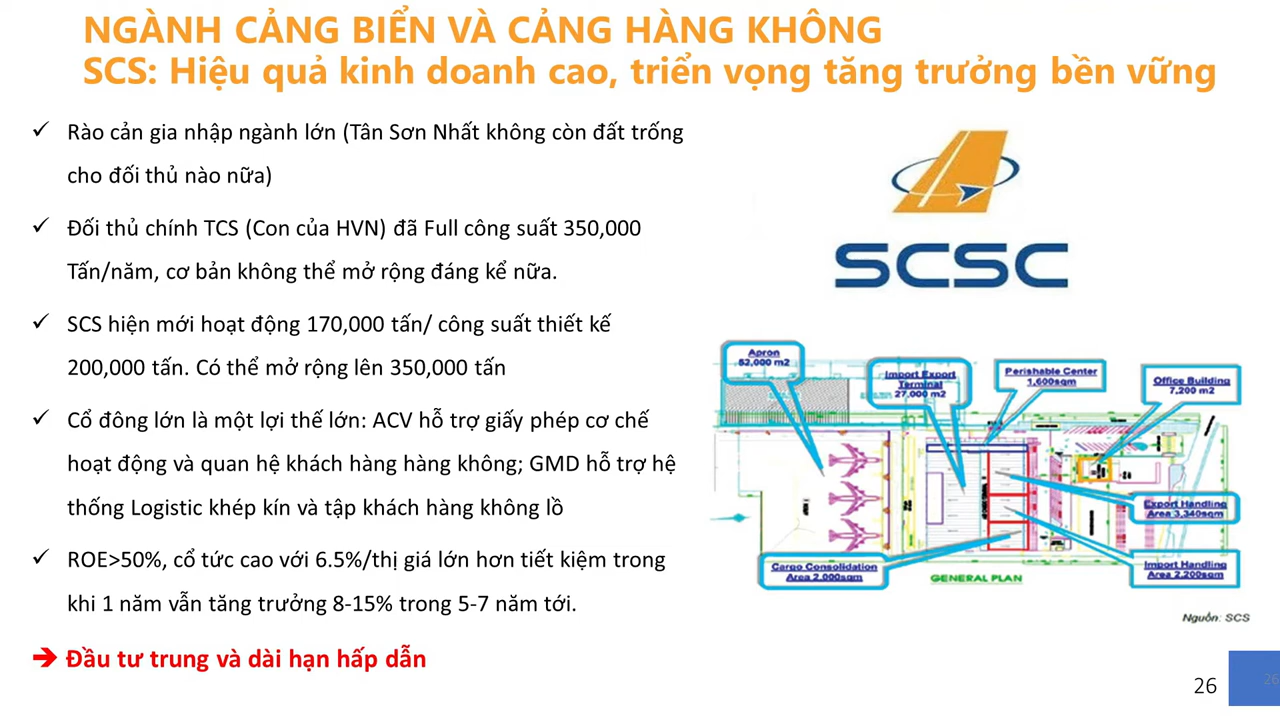 NGÀNH CẢNG BIỂN VÀ CẢNG HÀNG KHÔNG
SCS: Hiệu quả kinh doanh cao, triển vọng tăng trưởng bền vững
✓ Rào cản gia nhập ngành lớn (Tân Sơn Nhất không còn đất trống
cho đối thủ nào nữa)
✓ Đối thủ chính TCS (Con của HVN) đã Full công suất 350,000
Tấn/năm, cơ bản không thể mở rộng đáng kể nữa.
✓ SCS hiện mới hoạt động 170,000 tấn/ công suất thiết kế
200,000 tấn. Có thể mở rộng lên 350,000 tấn
✓ Cổ đông lớn là một lợi thế lớn: ACV hỗ trợ giấy phép cơ chế
hoạt động và quan hệ khách hàng hàng không; GMD hỗ trợ hệ
thống Logistic khép kín và tập khách hàng không lồ
✓ ROE>50%, cổ tức cao với 6.5%/thị giá lớn hơn tiết kiệm trong
khi 1 năm vẫn tăng trưởng 8-15% trong 5-7 năm tới.
➔ Đầu tư trung và dài hạn hấp dẫn
SCSC
Apron
52,000 m2
Import Export
Terminal
27,000 m2
Perishable Center
1,600sqm
Office Building
7,200 m2
Export Handling
Area 3,340sqm
Import Handling
Area 2,200sqm
Cargo Consolidation
Area 2,000sqm
GENERAL PLAN
Nguồn: SCS
26
26